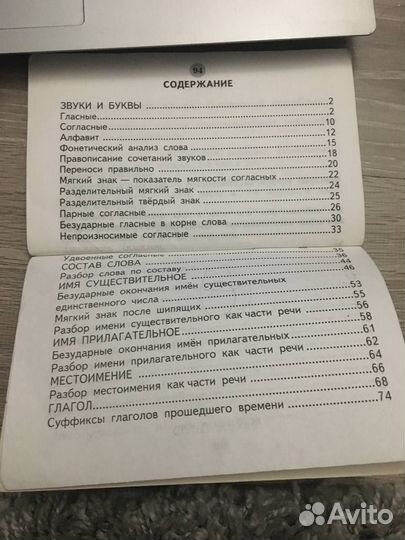 94
СОДЕРЖАНИЕ
ЗВУКИ И БУКВЫ ........ 2
Гласные ........ 2
Согласные ........ 10
Алфавит ........ 12
Фонетический анализ слова ........ 15
Правописание сочетаний звуков ........ 18
Переноси правильно ........ 20
Мягкий знак — показатель мягкости согласных ........ 22
Разделительный мягкий знак ........ 24
Разделительный твёрдый знак ........ 25
Парные согласные ........ 26
Безударные гласные в корне слова ........ 30
Непроизносимые согласные ........ 33
Удвоенные согласные ........ 35
СОСТАВ СЛОВА ........ 36
Разбор слова по составу ........ 44
ИМЯ СУЩЕСТВИТЕЛЬНОЕ ........ 46
Безударные окончания имён существительных
единственного числа ........ 53
Мягкий знак после шипящих ........ 55
Разбор имени существительного как части речи ........ 56
ИМЯ ПРИЛАГАТЕЛЬНОЕ ........ 58
Безударные окончания имён прилагательных ........ 61
Разбор имени прилагательного как части речи ........ 62
МЕСТОИМЕНИЕ ........ 64
Разбор местоимения как части речи ........ 66
ГЛАГОЛ ........ 68
Суффиксы глаголов прошедшего времени ........ 74
Avito